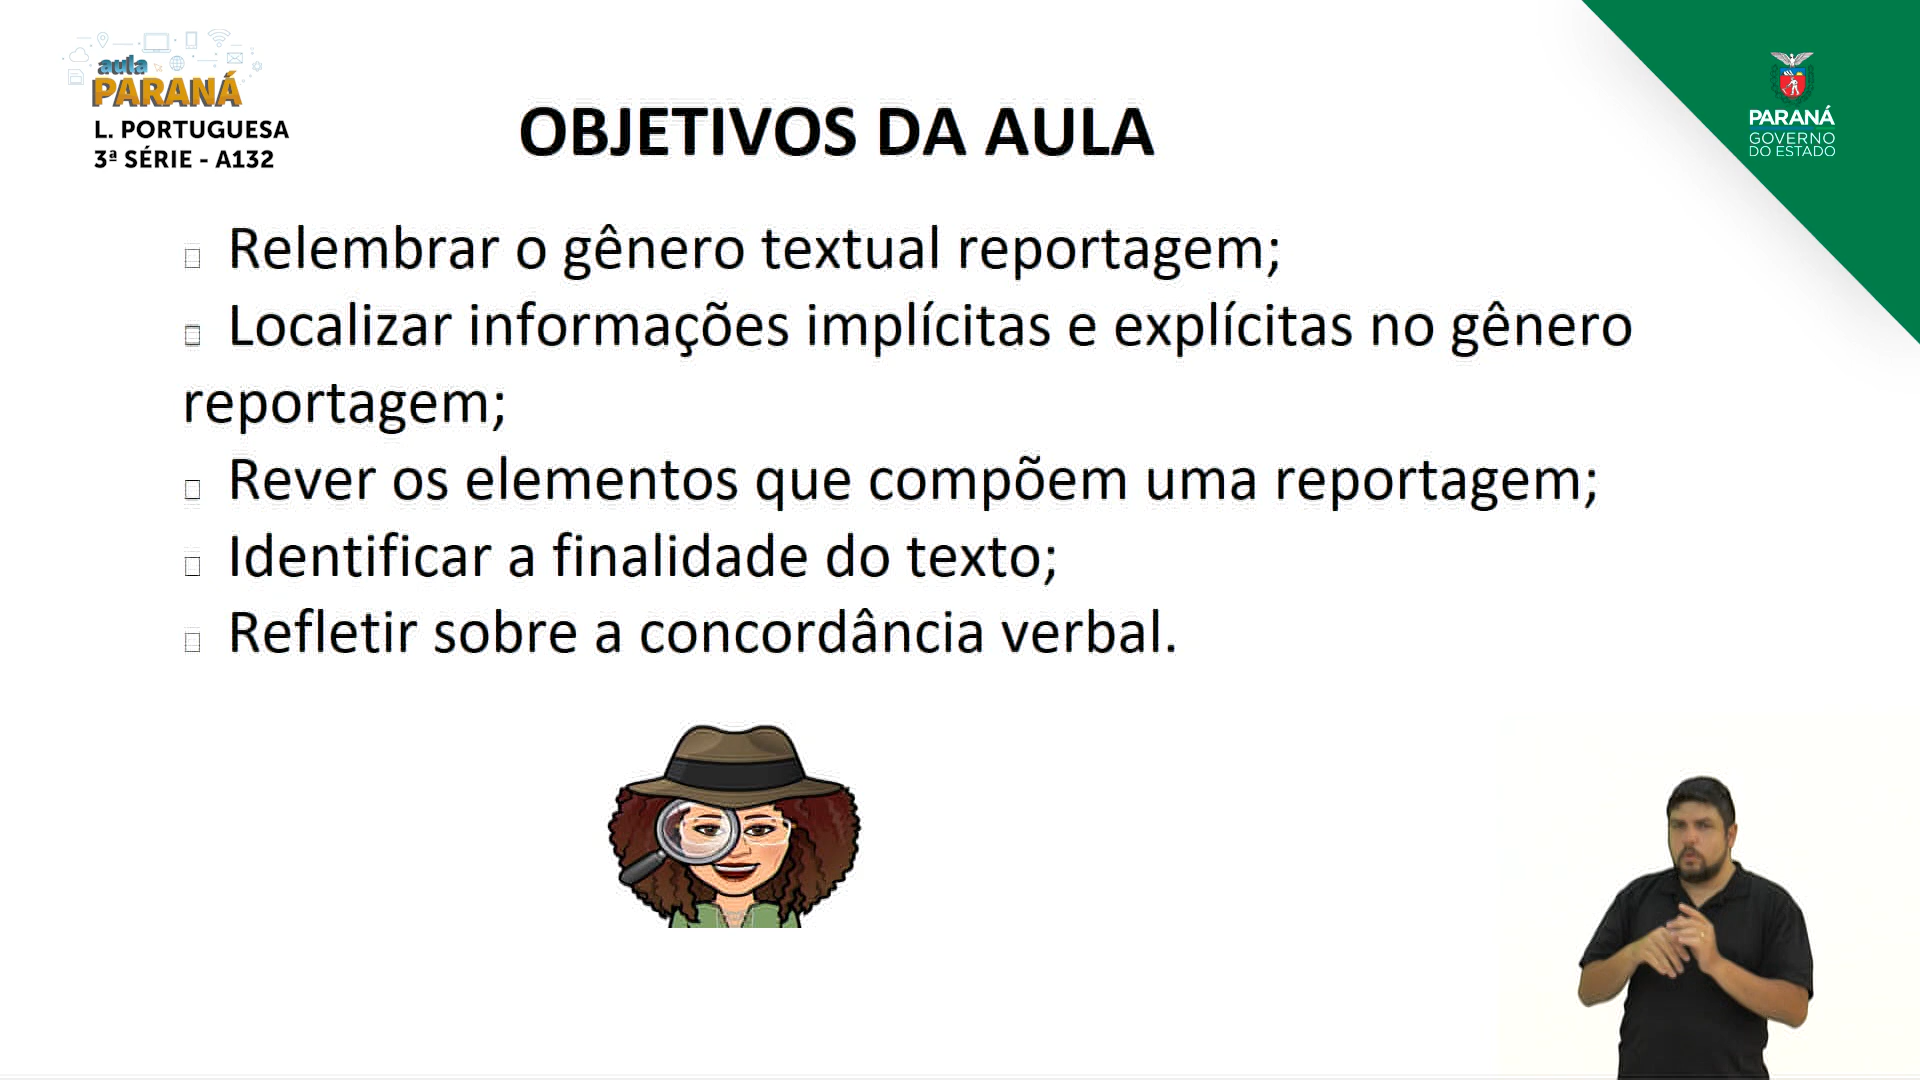 aula
PARANÁ
L. PORTUGUESA
3ª SÉRIE - A132
OBJETIVOS DA AULA
PARANÁ
GOVERNO
DO ESTADO
Relembrar o gênero textual reportagem;
Localizar informações implícitas e explícitas no gênero
reportagem;
Rever os elementos que compõem uma reportagem;
Identificar a finalidade do texto;
Refletir sobre a concordância verbal.